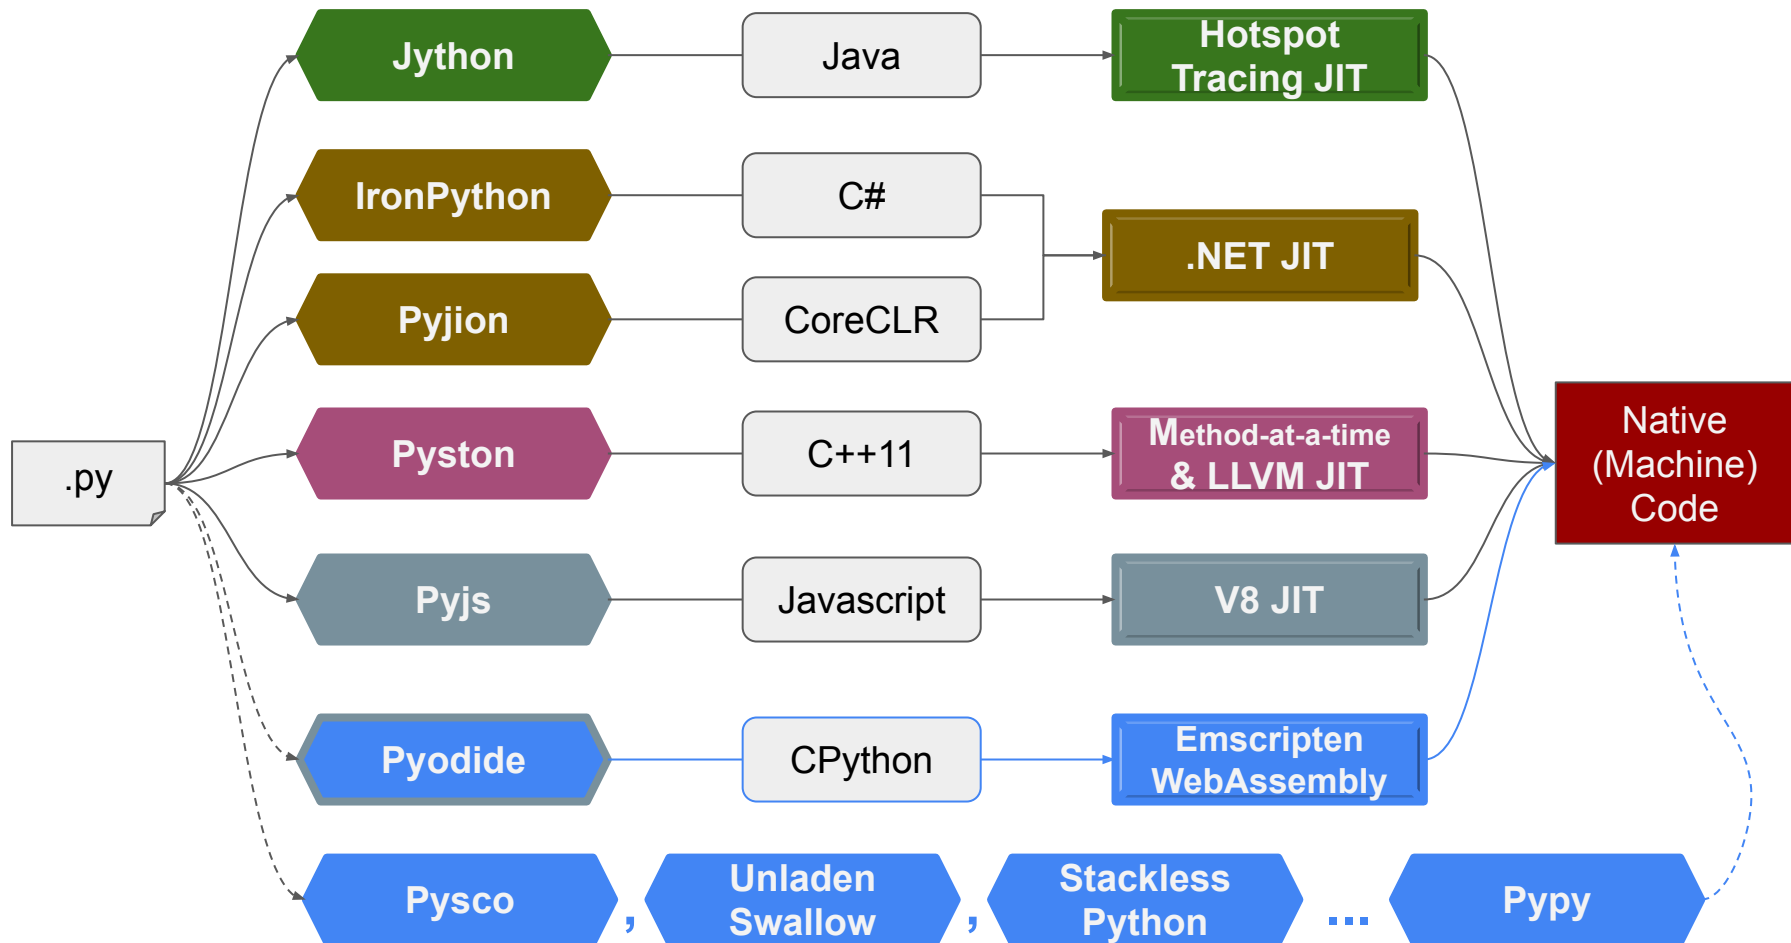 Jython
Java
Hotspot
Tracing JIT
IronPython
C#
.NET JIT
Pyjion
CoreCLR
.py
Pyston
C++11
Method-at-a-time
& LLVM JIT
Native
(Machine)
Code
Pyjs
Javascript
V8 JIT
Pyodide
CPython
Emscripten
WebAssembly
Pysco
,
Unladen
Swallow
,
Stackless
Python
...
Pypy